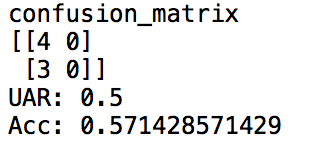 confusion_matrix
[[4 0]
 [3 0]]
UAR: 0.5
Acc: 0.571428571429